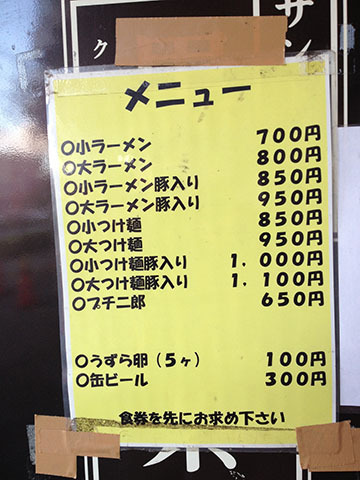 サン
ク
メニュー
○小ラーメン 700円
○大ラーメン 800円
○小ラーメン豚入り 850円
○大ラーメン豚入り 950円
○小つけ麺 850円
○大つけ麺 950円
○小つけ麺豚入り 1.000円
○大つけ麺豚入り 1.100円
○プチ二郎 650円
○うずら卵(5ヶ) 100円
○缶ビール 300円
食券を先にお求め下さい